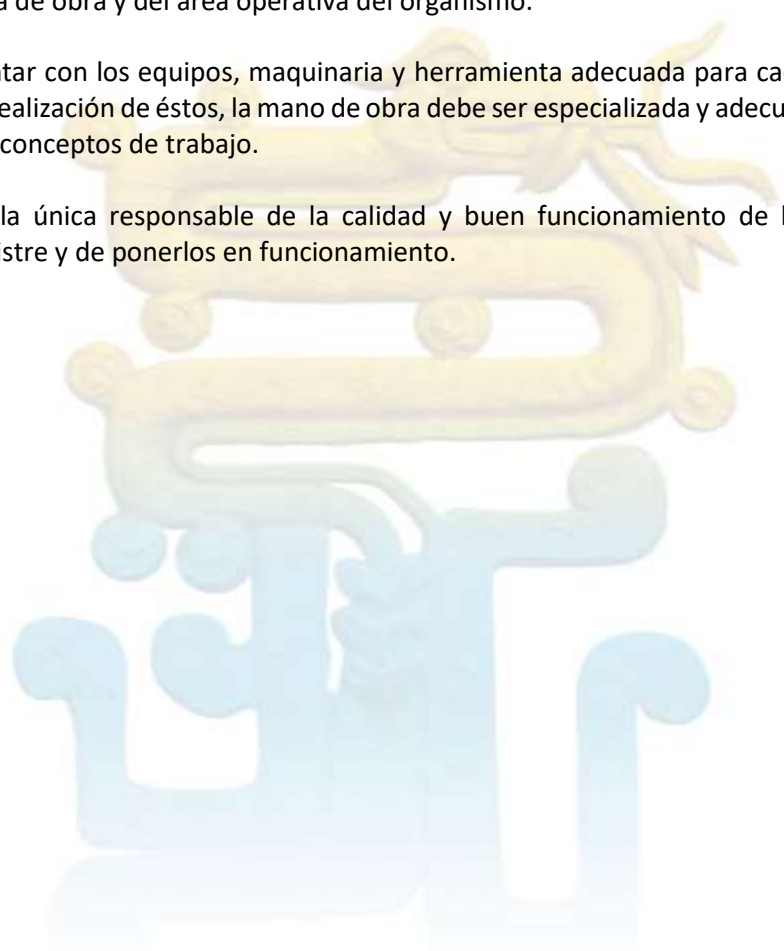 a de obra y del área operativa del organismo.
tar con los equipos, maquinaria y herramienta adecuada para ca
ealización de éstos, la mano de obra debe ser especializada y adecu
conceptos de trabajo.
la única responsable de la calidad y buen funcionamiento de l
istre y de ponerlos en funcionamiento.